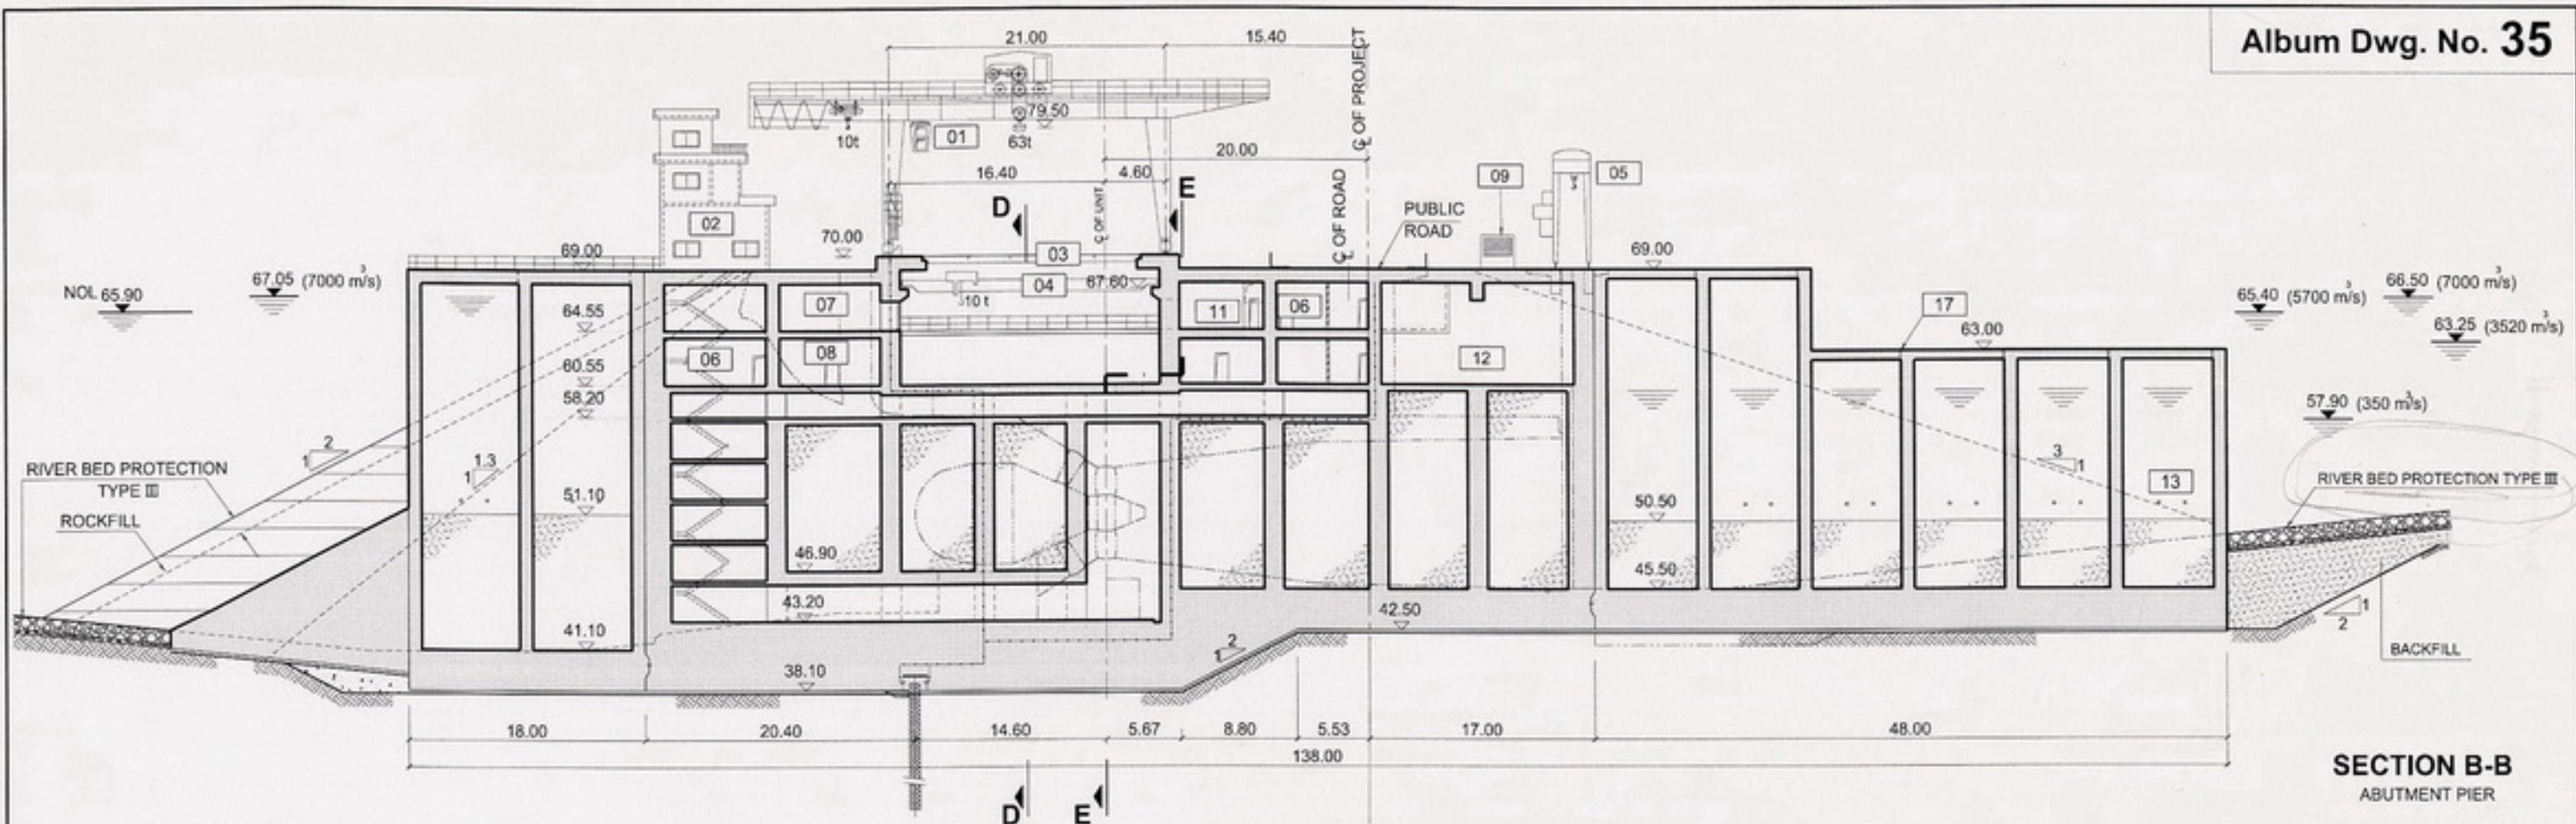 Album Dwg. No. 35
21.00
15.40
℄ OF PROJECT
79.50
10t
01
63t
20.00
16.40
4.60
09
05
D
E
℄ OF UNIT
℄ OF ROAD
PUBLIC
ROAD
02
69.00
70.00
03
69.00
NOL 65.90
67.05 (7000 m³/s)
04
67.60
10 t
07
11
06
64.55
66.50 (7000 m³/s)
65.40 (5700 m³/s)
17
63.00
63.25 (3520 m³/s)
06
08
12
60.55
58.20
57.90 (350 m³/s)
2
1
1.3
1
3
1
RIVER BED PROTECTION
TYPE III
13
RIVER BED PROTECTION TYPE III
51.10
50.50
ROCKFILL
46.90
45.50
43.20
42.50
41.10
2
1
1
2
BACKFILL
38.10
18.00
20.40
14.60
5.67
8.80
5.53
17.00
48.00
138.00
D
E
SECTION B-B
ABUTMENT PIER